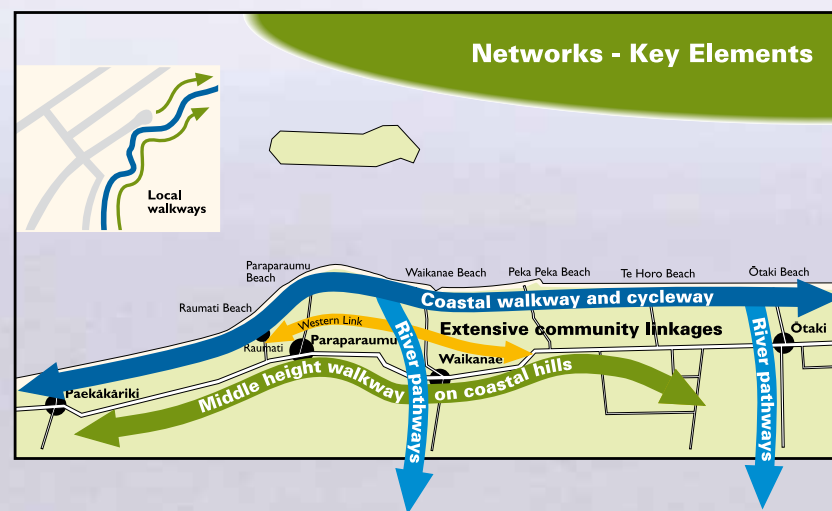 Networks - Key Elements
Local
walkways
Paraparaumu
Beach
Waikanae Beach
Peka Peka Beach
Te Horo Beach
Ōtaki Beach
Raumati Beach
Coastal walkway and cycleway
Western Link
Extensive community linkages
Ōtaki
Raumati
Paraparaumu
Waikanae
River pathways
River pathways
Middle height walkway on coastal hills
Paekākāriki